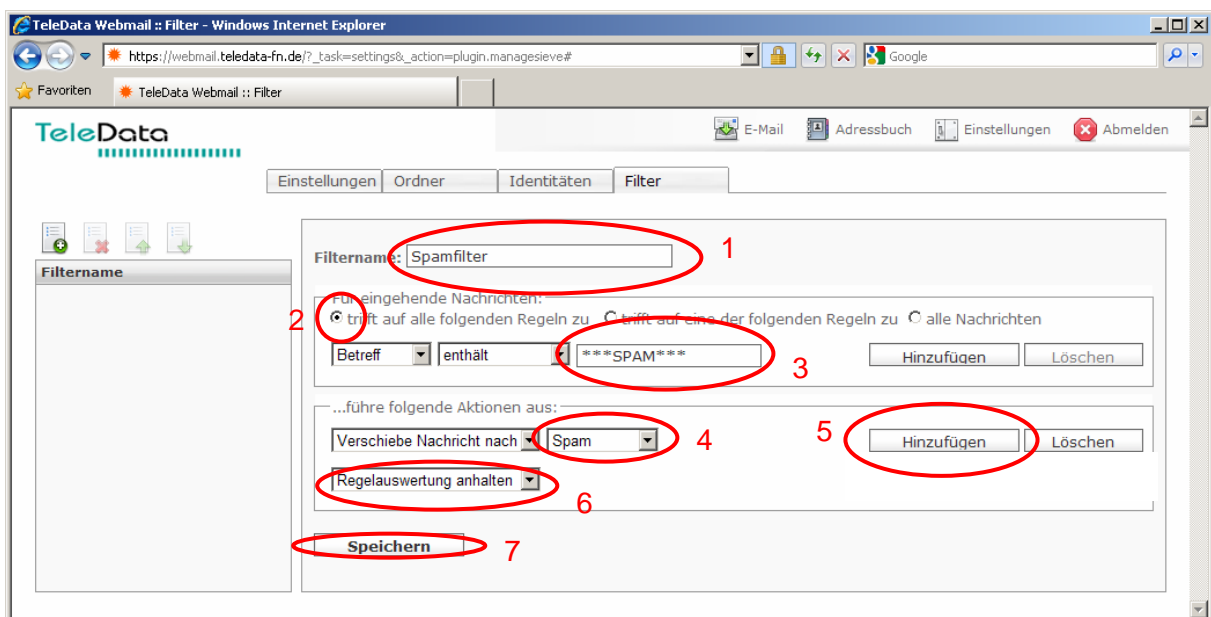 TeleData Webmail :: Filter - Windows Internet Explorer
https://webmail.teledata-fn.de/?_task=settings&_action=plugin.managesieve#
Google
Favoriten
TeleData Webmail :: Filter
TeleData
E-Mail
Adressbuch
Einstellungen
Abmelden
Einstellungen
Ordner
Identitäten
Filter
Filtername
Filtername: Spamfilter
1
Für eingehende Nachrichten:
2
trifft auf alle folgenden Regeln zu
trifft auf eine der folgenden Regeln zu
alle Nachrichten
Betreff
enthält
***SPAM***
3
Hinzufügen
Löschen
...führe folgende Aktionen aus:
Verschiebe Nachricht nach
Spam
4
5
Hinzufügen
Löschen
Regelauswertung anhalten
6
Speichern
7